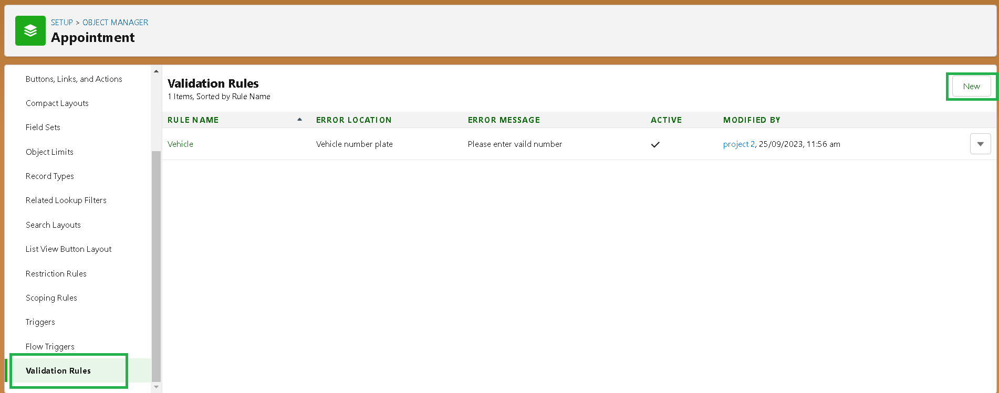 SETUP > OBJECT MANAGER
Appointment
Buttons, Links, and Actions
Compact Layouts
Field Sets
Object Limits
Record Types
Related Lookup Filters
Search Layouts
List View Button Layout
Restriction Rules
Scoping Rules
Triggers
Flow Triggers
Validation Rules
Validation Rules
1 Items, Sorted by Rule Name
New
RULE NAME ERROR LOCATION ERROR MESSAGE ACTIVE MODIFIED BY
Vehicle Vehicle number plate Please enter vaild number project 2, 25/09/2023, 11:56 am